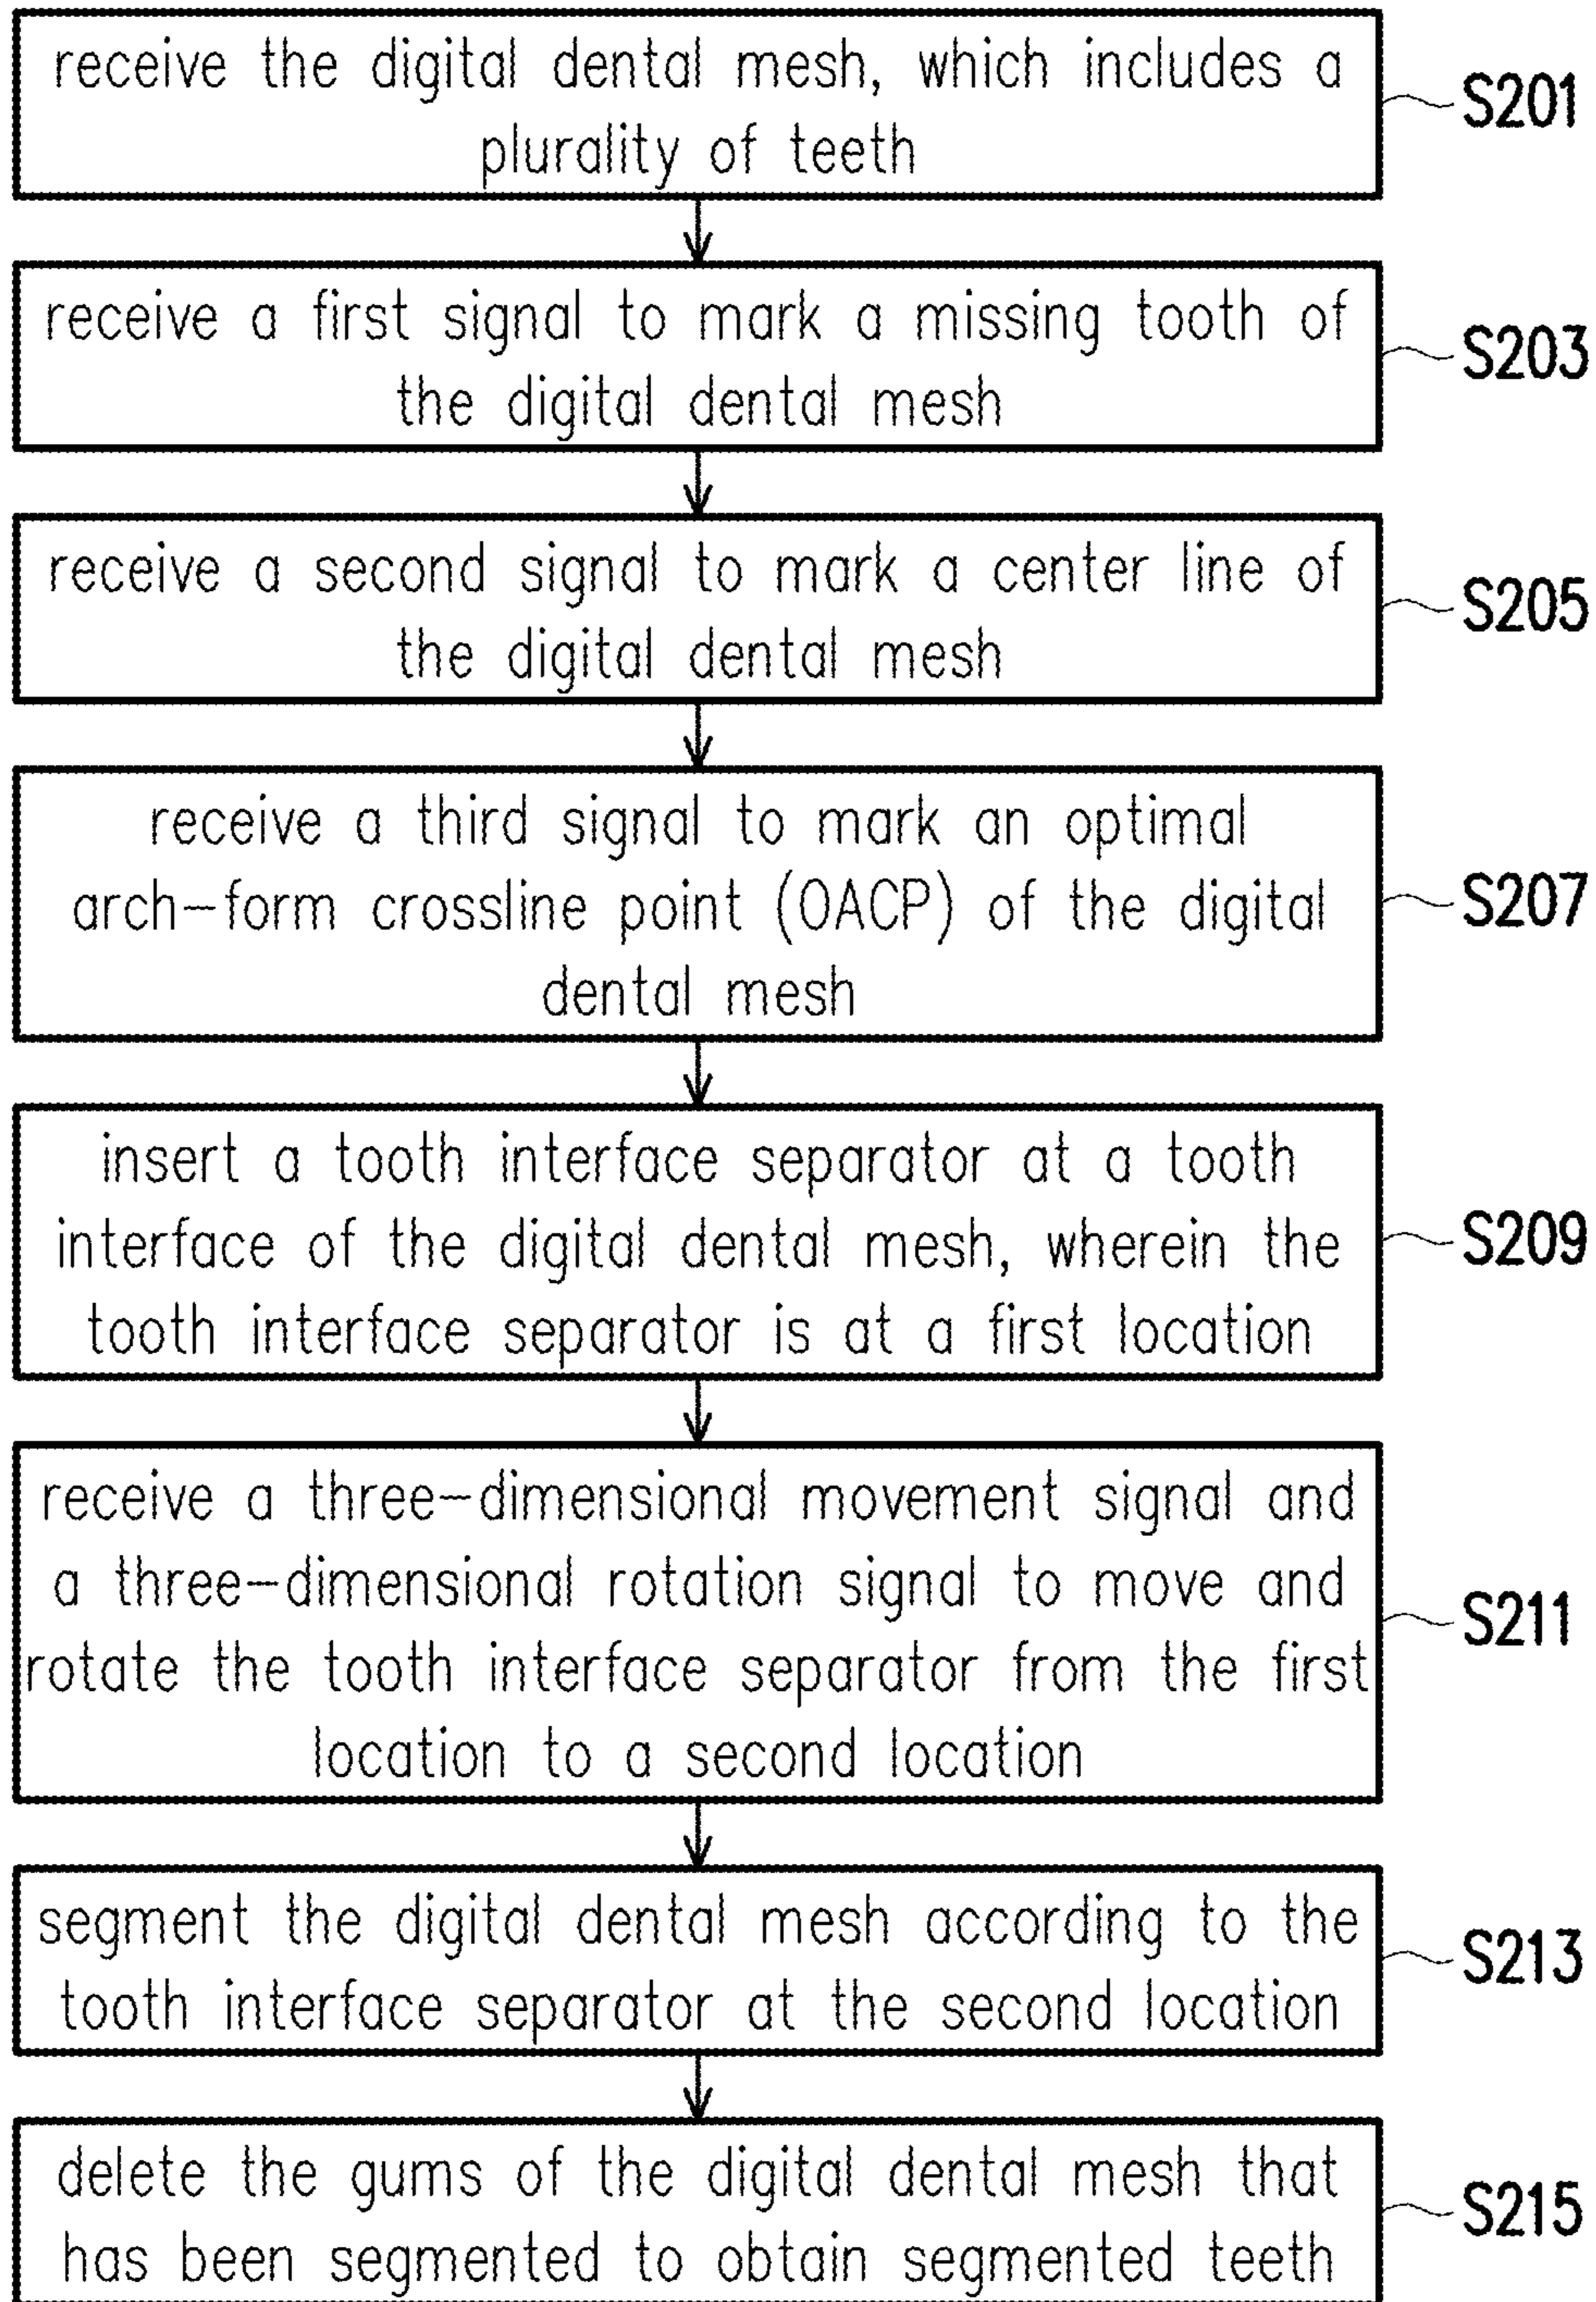 receive the digital dental mesh, which includes a
plurality of teeth
S201
receive a first signal to mark a missing tooth of
the digital dental mesh
S203
receive a second signal to mark a center line of
the digital dental mesh
S205
receive a third signal to mark an optimal
arch-form crossline point (OACP) of the digital
dental mesh
S207
insert a tooth interface separator at a tooth
interface of the digital dental mesh, wherein the
tooth interface separator is at a first location
S209
receive a three-dimensional movement signal and
a three-dimensional rotation signal to move and
rotate the tooth interface separator from the first
location to a second location
S211
segment the digital dental mesh according to the
tooth interface separator at the second location
S213
delete the gums of the digital dental mesh that
has been segmented to obtain segmented teeth
S215